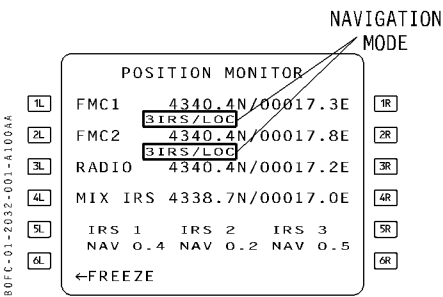 NAVIGATION
MODE
POSITION MONITOR
1L FMC1 4340.4N/00017.3E 1R
3IRS/LOC
2L FMC2 4340.4N/00017.8E 2R
3IRS/LOC
3L RADIO 4340.4N/00017.2E 3R
4L MIX IRS 4338.7N/00017.0E 4R
5L IRS 1 IRS 2 IRS 3 5R
NAV 0.4 NAV 0.2 NAV 0.5
6L ←FREEZE 6R
B0FC-01-2032-001-A100AA